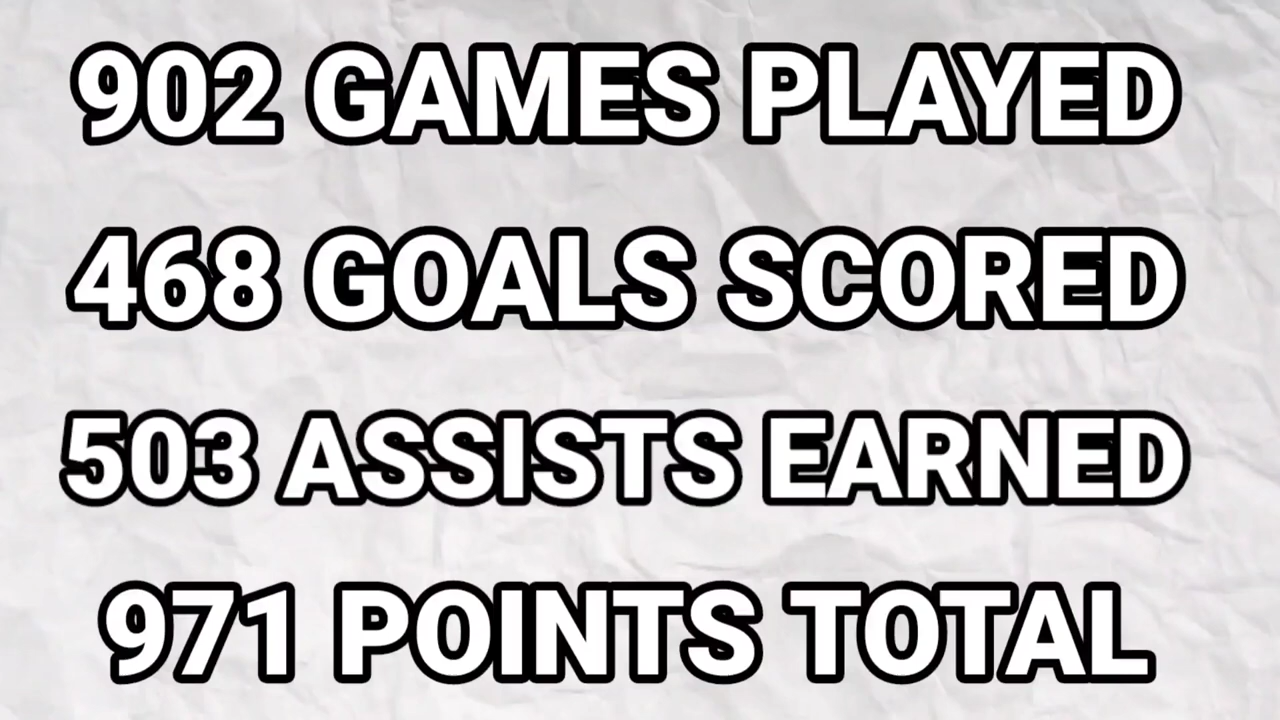 902 GAMES PLAYED
468 GOALS SCORED
503 ASSISTS EARNED
971 POINTS TOTAL